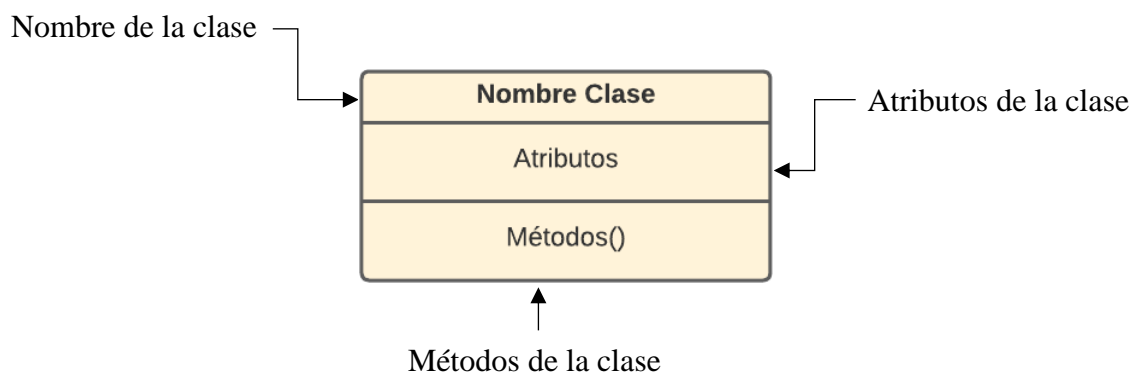 Nombre de la clase
Nombre Clase
Atributos de la clase
Atributos
Métodos()
Métodos de la clase